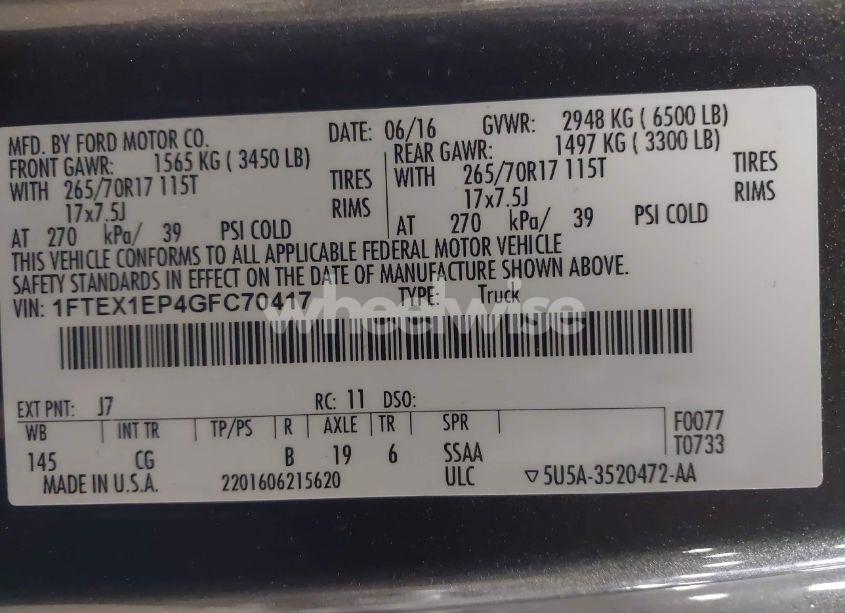 MFD. BY FORD MOTOR CO. DATE: 06/16 GVWR: 2948 KG ( 6500 LB)
FRONT GAWR: 1565 KG ( 3450 LB) REAR GAWR: 1497 KG ( 3300 LB)
WITH 265/70R17 115T TIRES WITH 265/70R17 115T TIRES
17x7.5J RIMS 17x7.5J RIMS
AT 270 kPa/ 39 PSI COLD AT 270 kPa/ 39 PSI COLD
THIS VEHICLE CONFORMS TO ALL APPLICABLE FEDERAL MOTOR VEHICLE
SAFETY STANDARDS IN EFFECT ON THE DATE OF MANUFACTURE SHOWN ABOVE.
VIN: 1FTEX1EP4GFC70417 TYPE: Truck
wheelwise
EXT PNT: J7 RC: 11 DSO:
WB INT TR TP/PS R AXLE TR SPR F0077
145 CG B 19 6 SSAA T0733
MADE IN U.S.A. 2201606215620 ULC ▽5U5A-3520472-AA